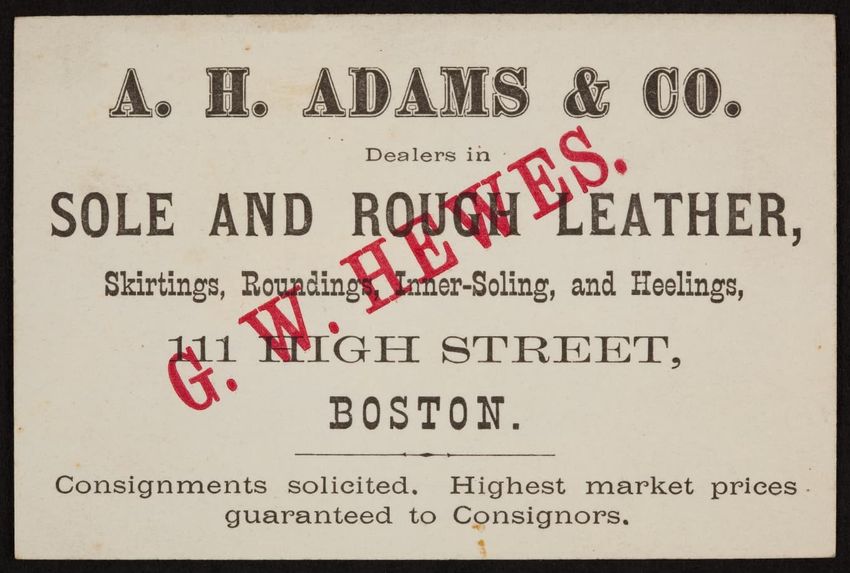 A. H. ADAMS & CO.
Dealers in
SOLE AND ROUGH LEATHER,
Skirtings, Roundings, Inner-Soling, and Heelings,
111 HIGH STREET,
BOSTON.
Consignments solicited. Highest market prices
guaranteed to Consignors.
G. W. HEWES.